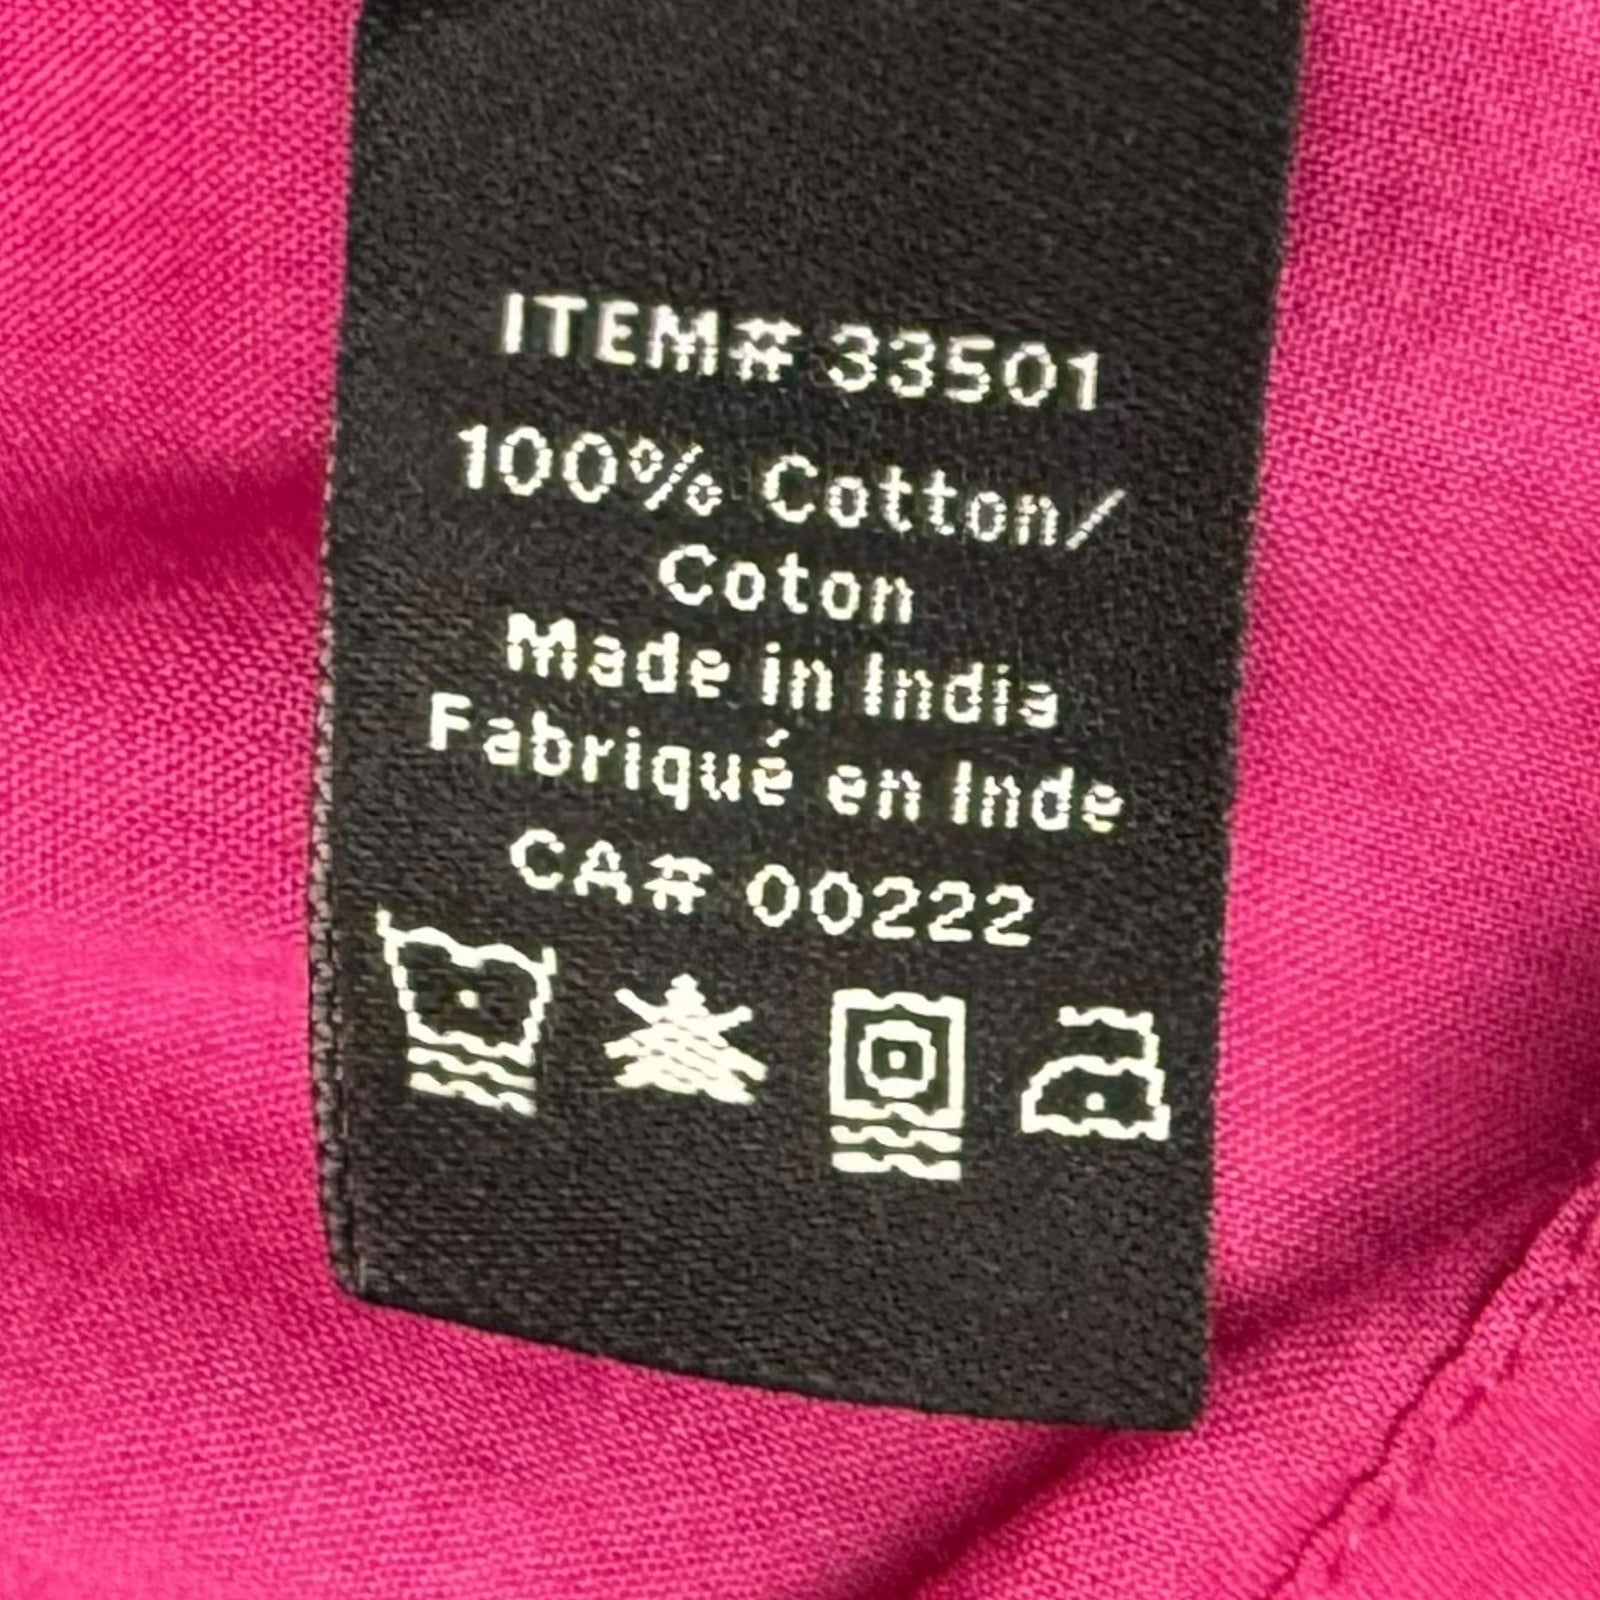 ITEM# 33501
100% Cotton/
Coton
Made in India
Fabriqué en Inde
CA# 00222